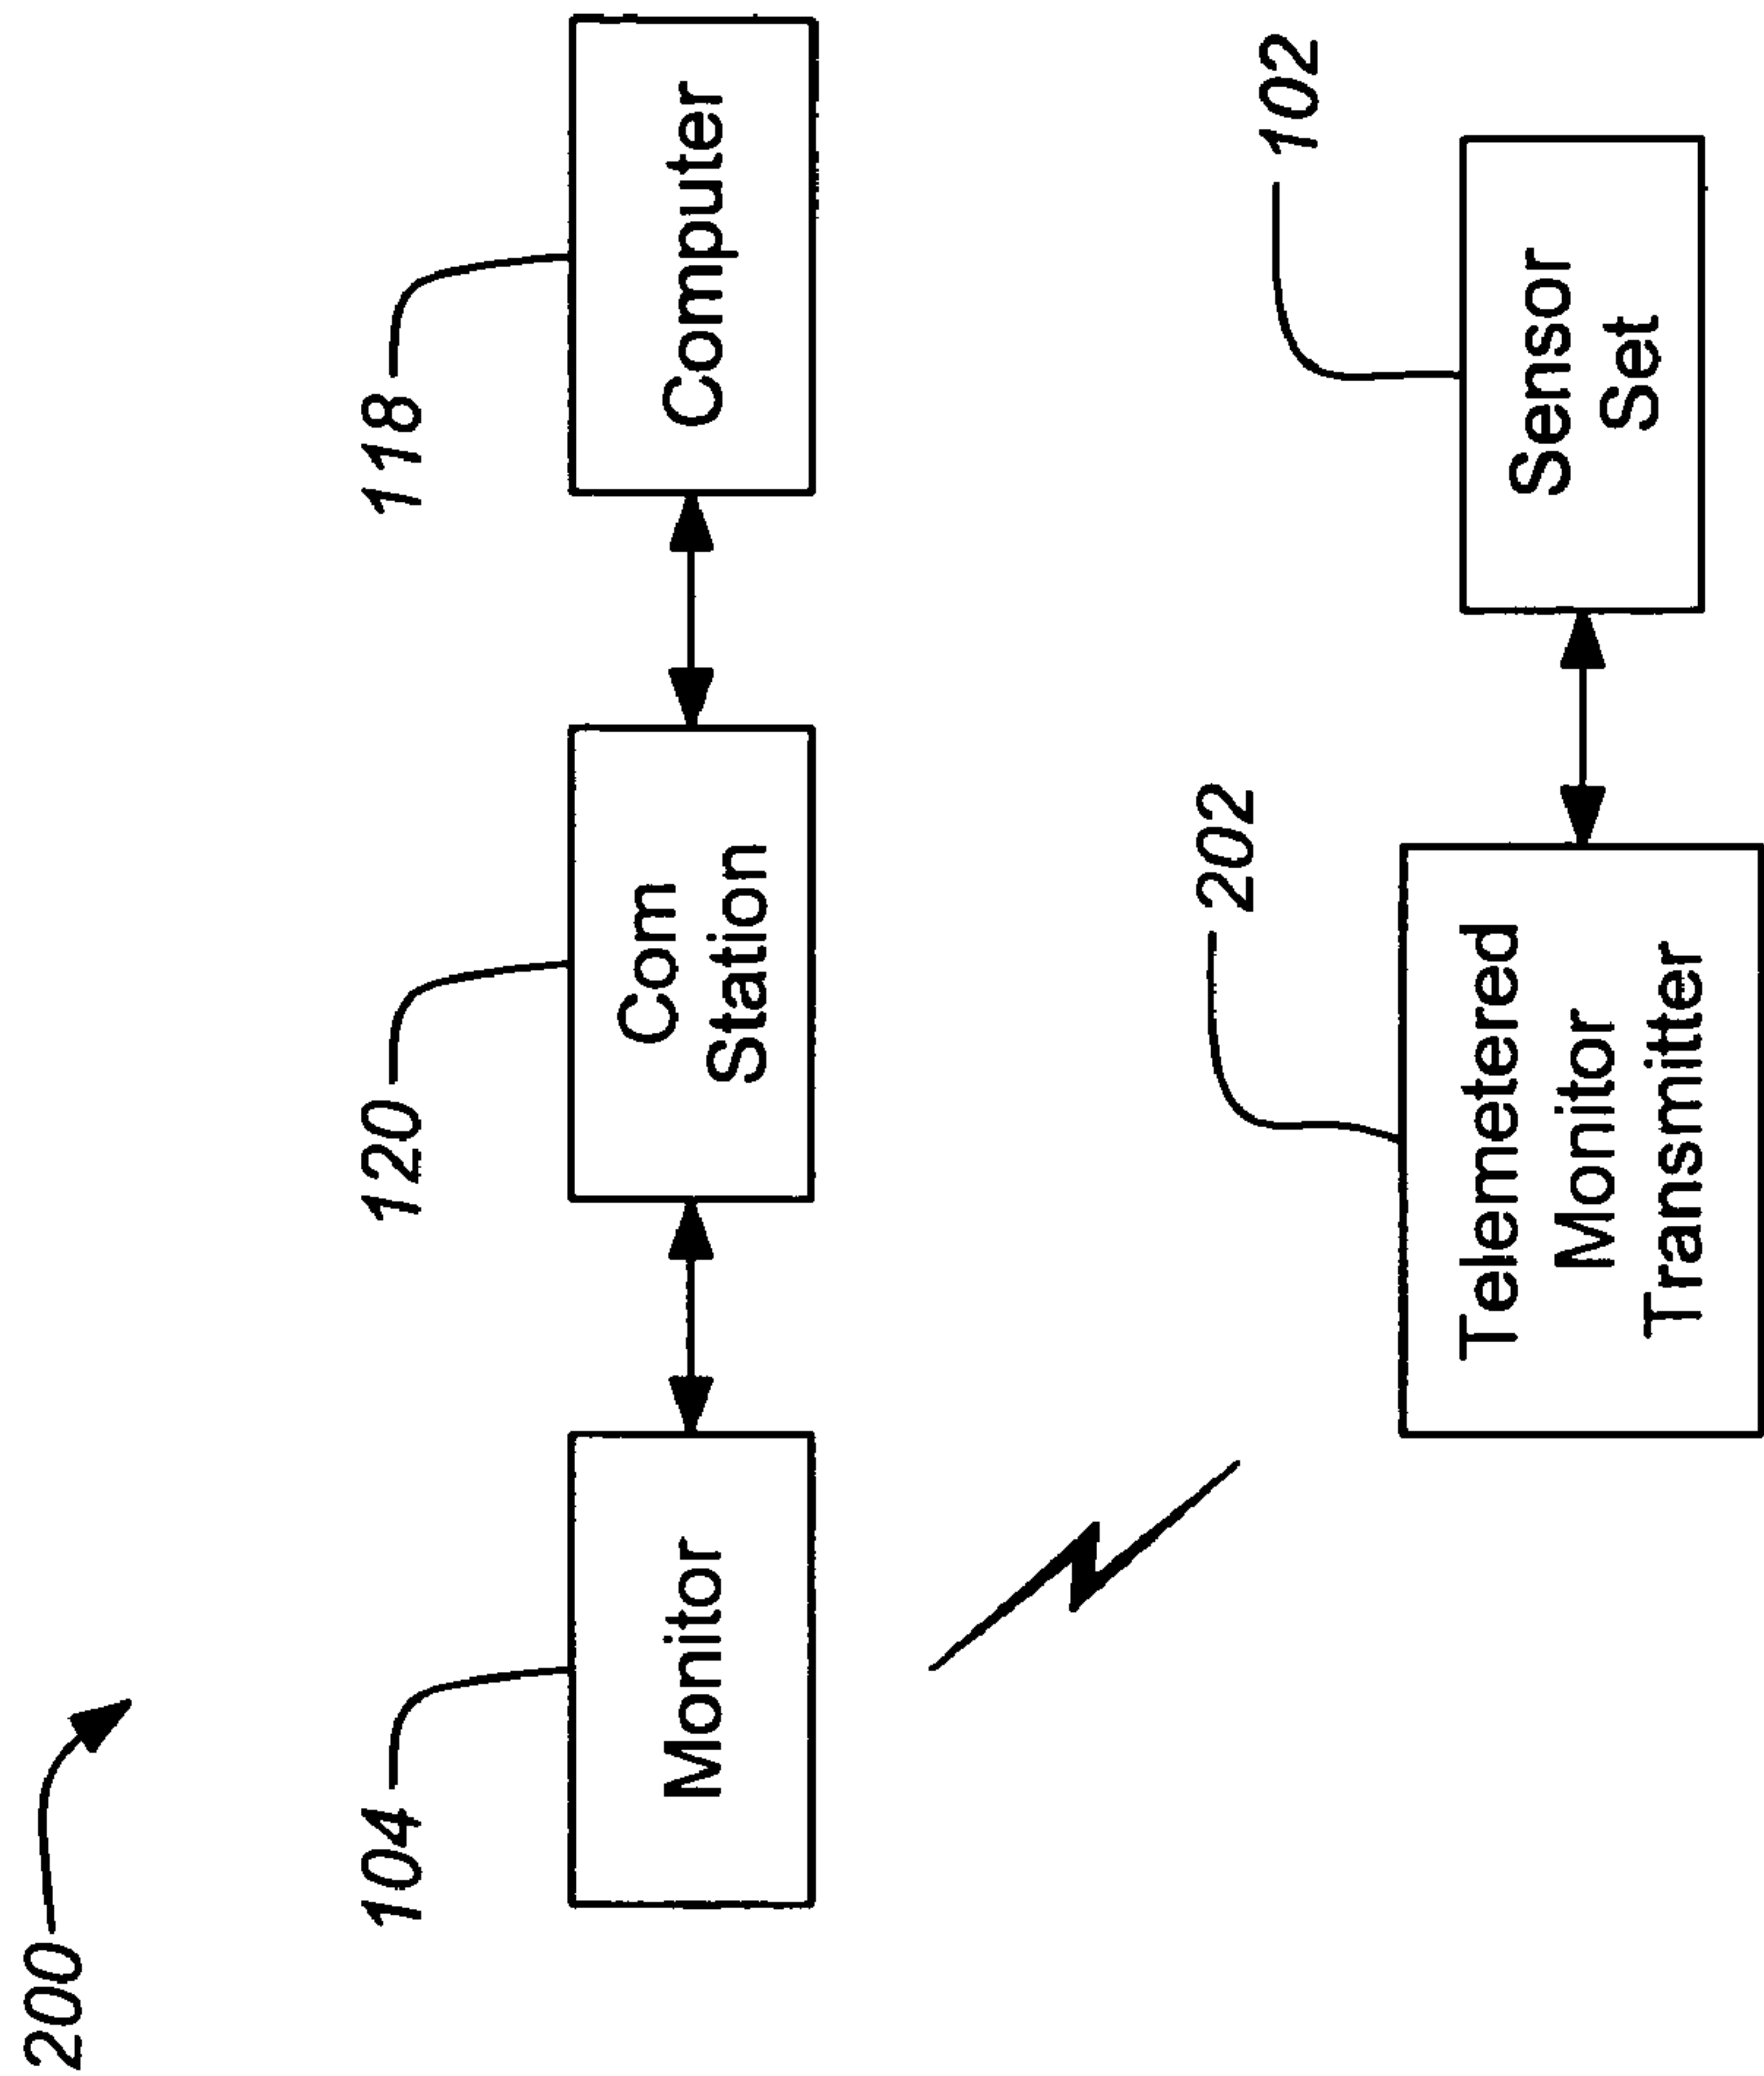 200
104
120
118
Monitor
Com
Station
Computer
202
102
Telemetered
Monitor
Transmitter
Sensor
Set